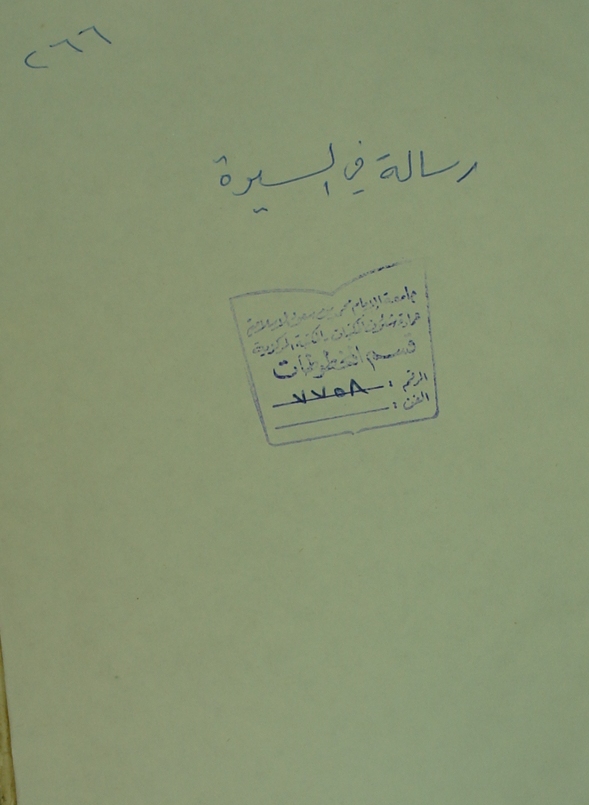 ٢٦٦
رسالة في السيرة
جامعة الإمام محمد بن سعود الإسلامية
عمادة شئون المكتبات - المكتبة المركزية
قسم المخطوطات
الرقم : ٧٧٥٨
الفن :